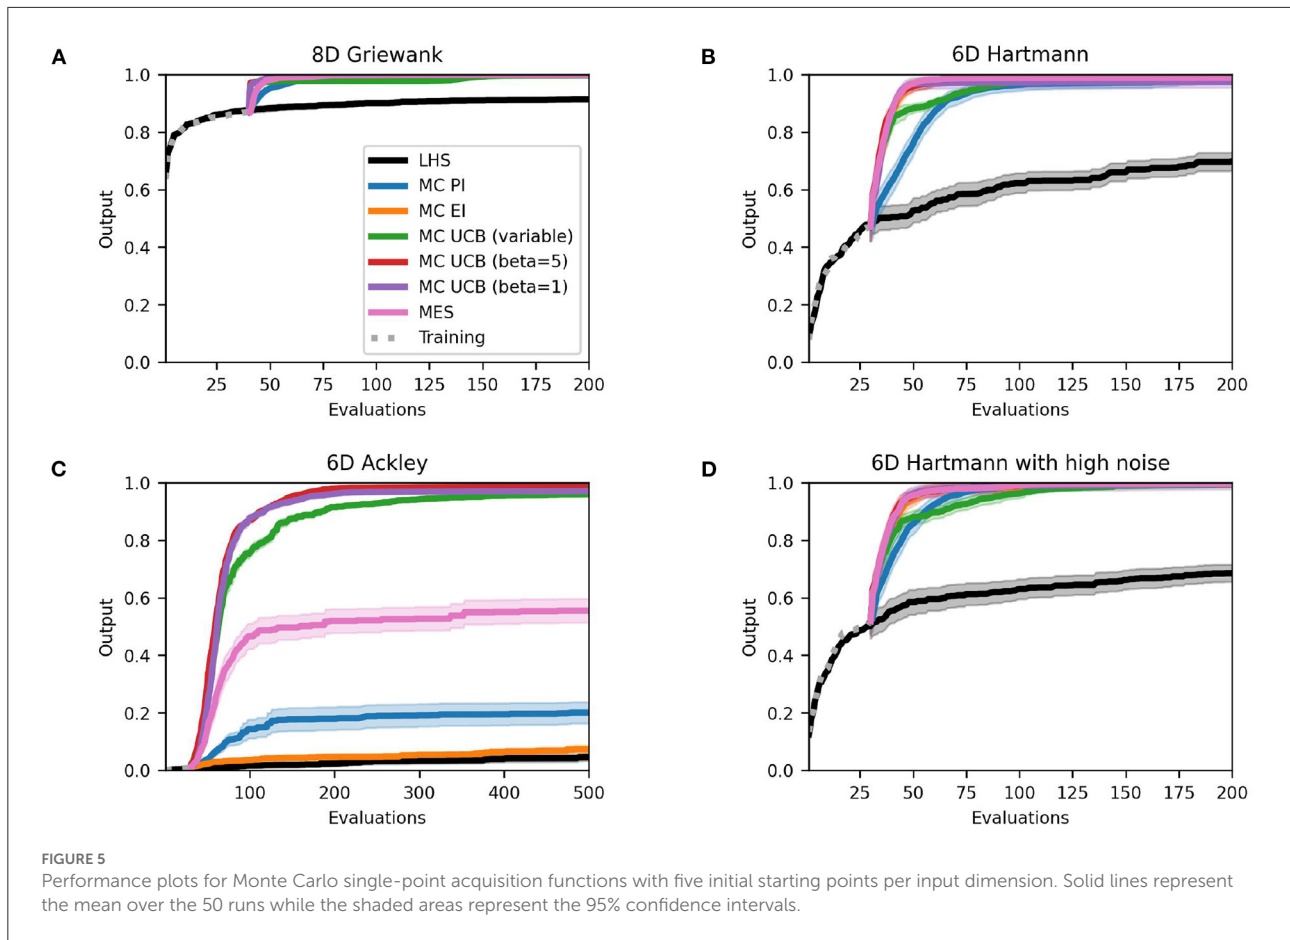 A
8D Griewank
1.0
0.8
0.6
0.4
0.2
0.0
Output
25 50 75 100 125 150 175 200
Evaluations
LHS
MC PI
MC EI
MC UCB (variable)
MC UCB (beta=5)
MC UCB (beta=1)
MES
Training
B
6D Hartmann
1.0
0.8
0.6
0.4
0.2
0.0
Output
25 50 75 100 125 150 175 200
Evaluations
C
6D Ackley
1.0
0.8
0.6
0.4
0.2
0.0
Output
100 200 300 400 500
Evaluations
D
6D Hartmann with high noise
1.0
0.8
0.6
0.4
0.2
0.0
Output
25 50 75 100 125 150 175 200
Evaluations
FIGURE 5
Performance plots for Monte Carlo single-point acquisition functions with five initial starting points per input dimension. Solid lines represent
the mean over the 50 runs while the shaded areas represent the 95% confidence intervals.